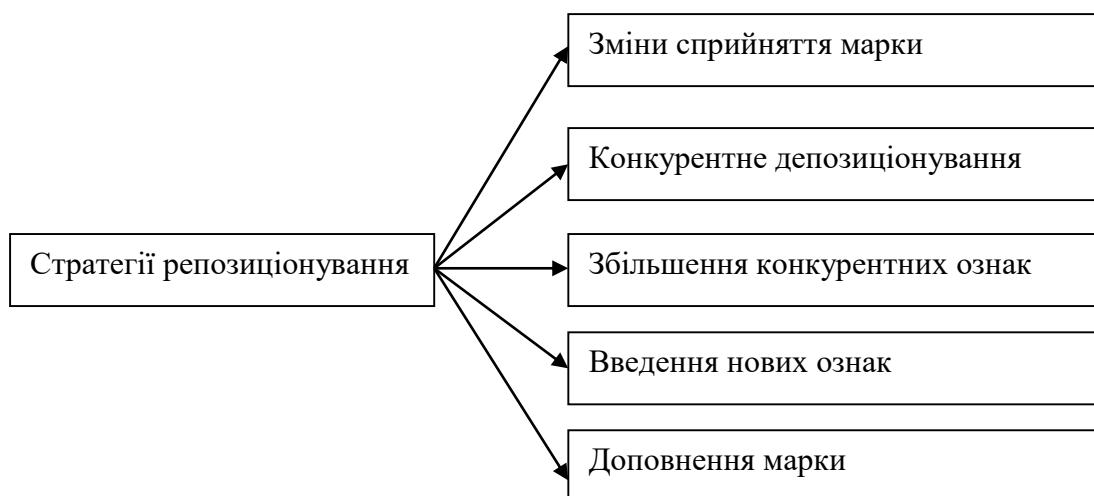 Зміни сприйняття марки
Конкурентне депозиціонування
Стратегії репозиціонування
Збільшення конкурентних ознак
Введення нових ознак
Доповнення марки